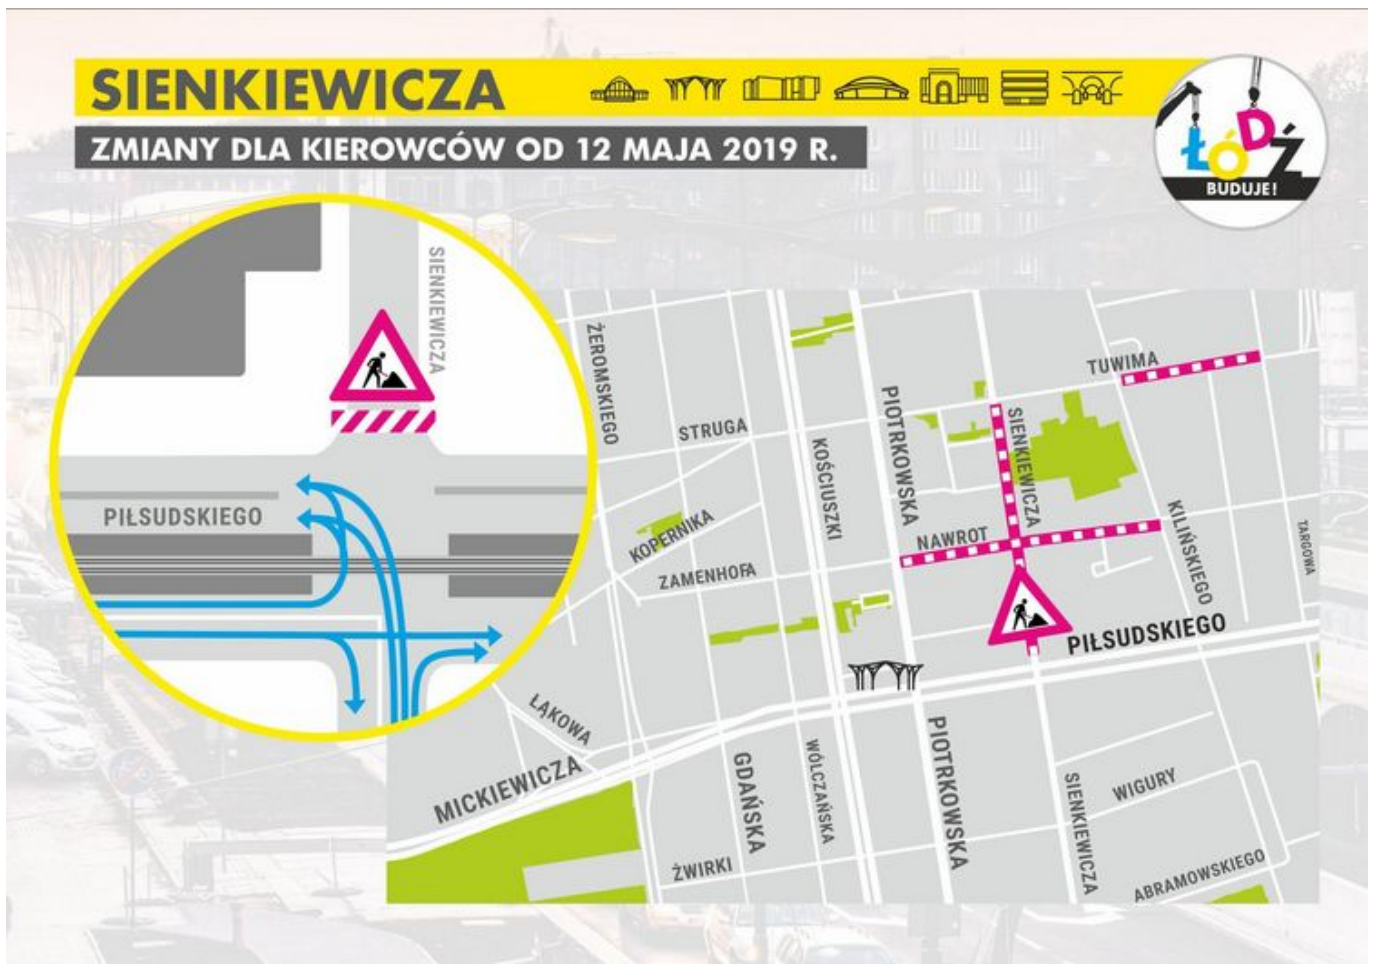 SIENKIEWICZA
ZMIANY DLA KIEROWCÓW OD 12 MAJA 2019 R.
ŁÓDŹ
BUDUJE!
SIENKIEWICZA
PIŁSUDSKIEGO
ŻEROMSKIEGO
STRUGA
KOPERNIKA
ZAMENHOFA
KOŚCIUSZKI
PIOTRKOWSKA
SIENKIEWICZA
TUWIMA
NAWROT
KILIŃSKIEGO
TARGOWA
PIŁSUDSKIEGO
ŁĄKOWA
MICKIEWICZA
GDAŃSKA
WÓLCZAŃSKA
PIOTRKOWSKA
SIENKIEWICZA
WIGURY
ŻWIRKI
ABRAMOWSKIEGO